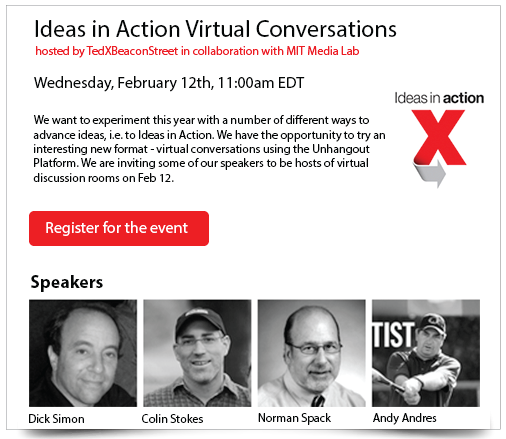 Ideas in Action Virtual Conversations
hosted by TedXBeaconStreet in collaboration with MIT Media Lab
Wednesday, February 12th, 11:00am EDT
Ideas in action
X
We want to experiment this year with a number of different ways to
advance ideas, i.e. to Ideas in Action. We have the opportunity to try an
interesting new format - virtual conversations using the Unhangout
Platform. We are inviting some of our speakers to be hosts of virtual
discussion rooms on Feb 12.
Register for the event
Speakers
TIST
Dick Simon
Colin Stokes
Norman Spack
Andy Andres